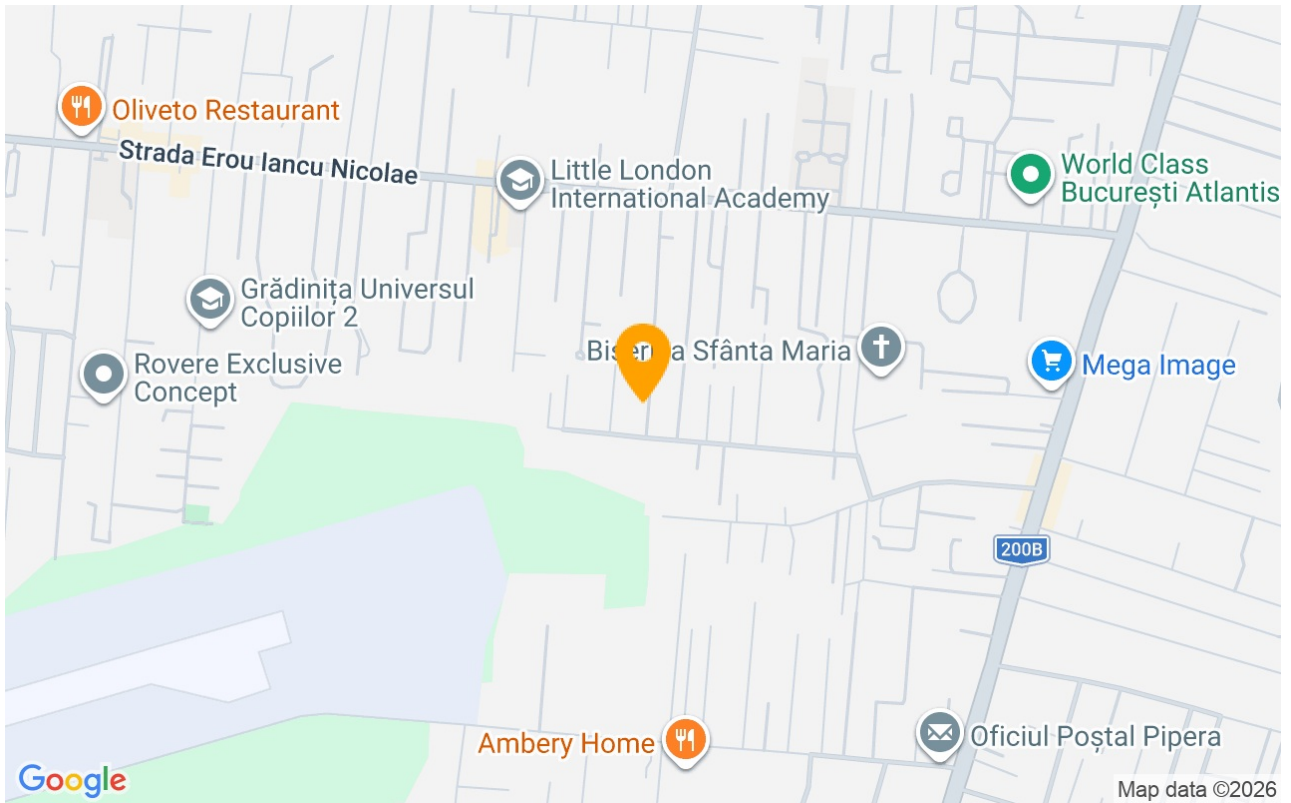 Oliveto Restaurant
Strada Erou Iancu Nicolae
Little London
International Academy
World Class
București Atlantis
Grădinița Universul
Copiilor 2
Rovere Exclusive
Concept
Sfânta Maria
Mega Image
200B
Ambery Home
Oficiul Poștal Pipera
Google
Map data ©2026